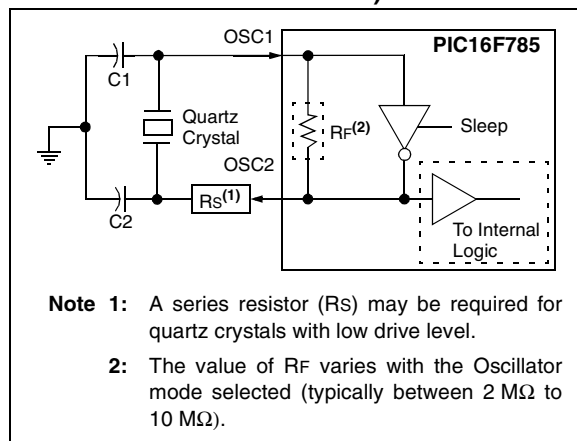 OSC1
PIC16F785
C1
Quartz
Crystal
RF(2)
Sleep
OSC2
RS(1)
C2
To Internal
Logic
Note 1: A series resistor (RS) may be required for
quartz crystals with low drive level.
2: The value of RF varies with the Oscillator
mode selected (typically between 2 MΩ to
10 MΩ).